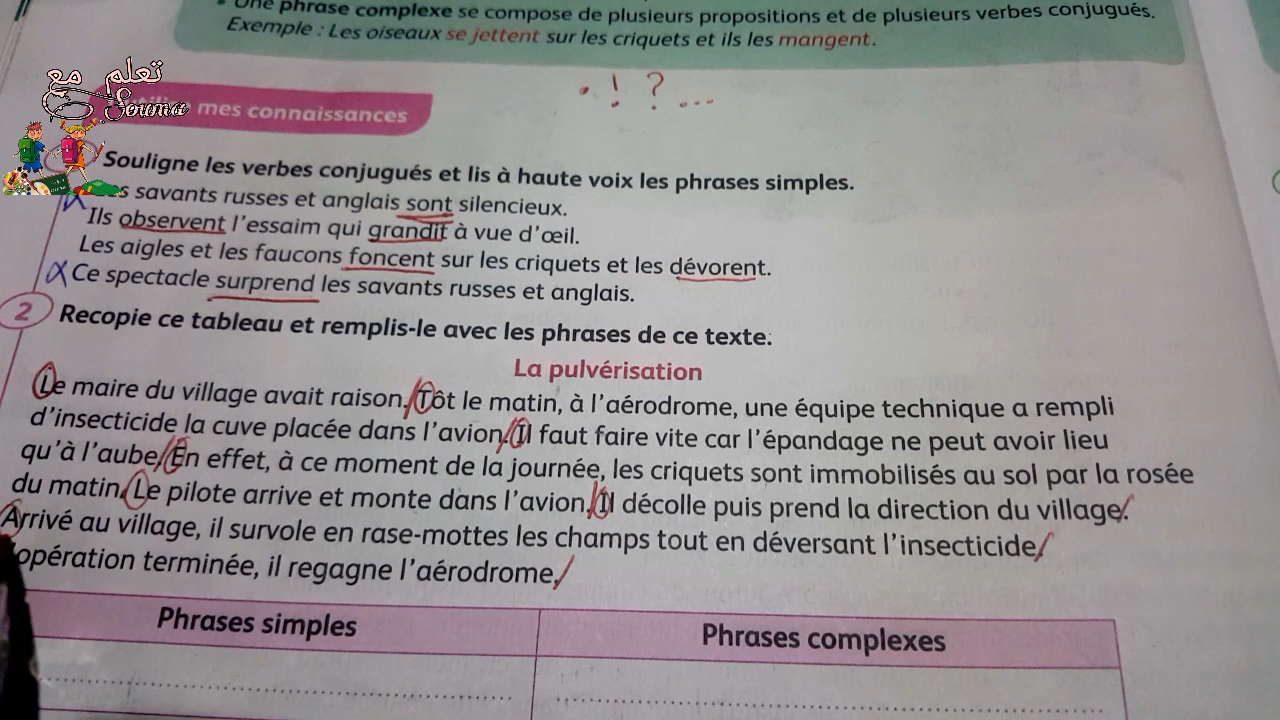 Une phrase complexe se compose de plusieurs propositions et de plusieurs verbes conjugués.
Exemple : Les oiseaux se jettent sur les criquets et ils les mangent.
. ! ? ...
تعلم مع
Souma
mes connaissances
Souligne les verbes conjugués et lis à haute voix les phrases simples.
s savants russes et anglais sont silencieux.
Ils observent l'essaim qui grandit à vue d'œil.
Les aigles et les faucons foncent sur les criquets et les dévorent.
Ce spectacle surprend les savants russes et anglais.
2 Recopie ce tableau et remplis-le avec les phrases de ce texte.
La pulvérisation
Le maire du village avait raison. Tôt le matin, à l'aérodrome, une équipe technique a rempli
d'insecticide la cuve placée dans l'avion. Il faut faire vite car l'épandage ne peut avoir lieu
qu'à l'aube. En effet, à ce moment de la journée, les criquets sont immobilisés au sol par la rosée
du matin. Le pilote arrive et monte dans l'avion. Il décolle puis prend la direction du village.
Arrivé au village, il survole en rase-mottes les champs tout en déversant l'insecticide.
opération terminée, il regagne l'aérodrome.
Phrases simples
Phrases complexes